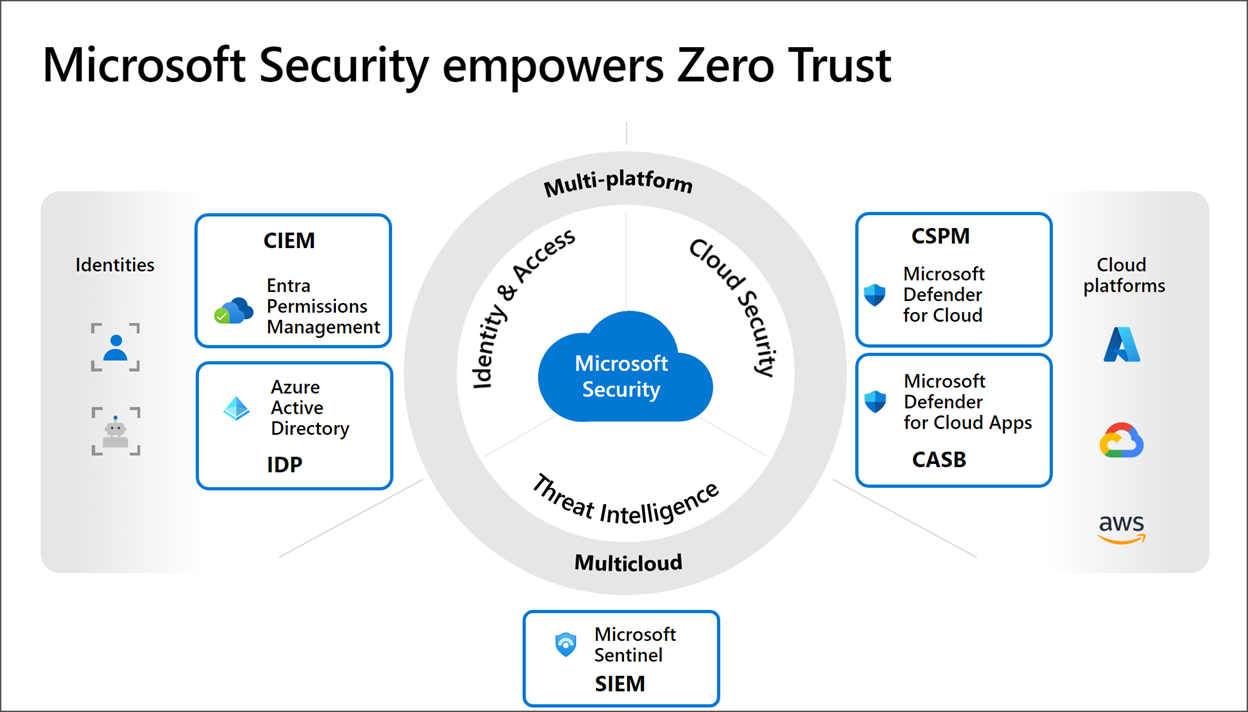 Microsoft Security empowers Zero Trust
Identities
CIEM
Entra
Permissions
Management
Azure
Active
Directory
IDP
Multi-platform
Identity & Access
Cloud Security
Microsoft
Security
Threat Intelligence
Multicloud
Microsoft
Sentinel
SIEM
CSPM
Microsoft
Defender
for Cloud
Microsoft
Defender
for Cloud Apps
CASB
Cloud
platforms
aws